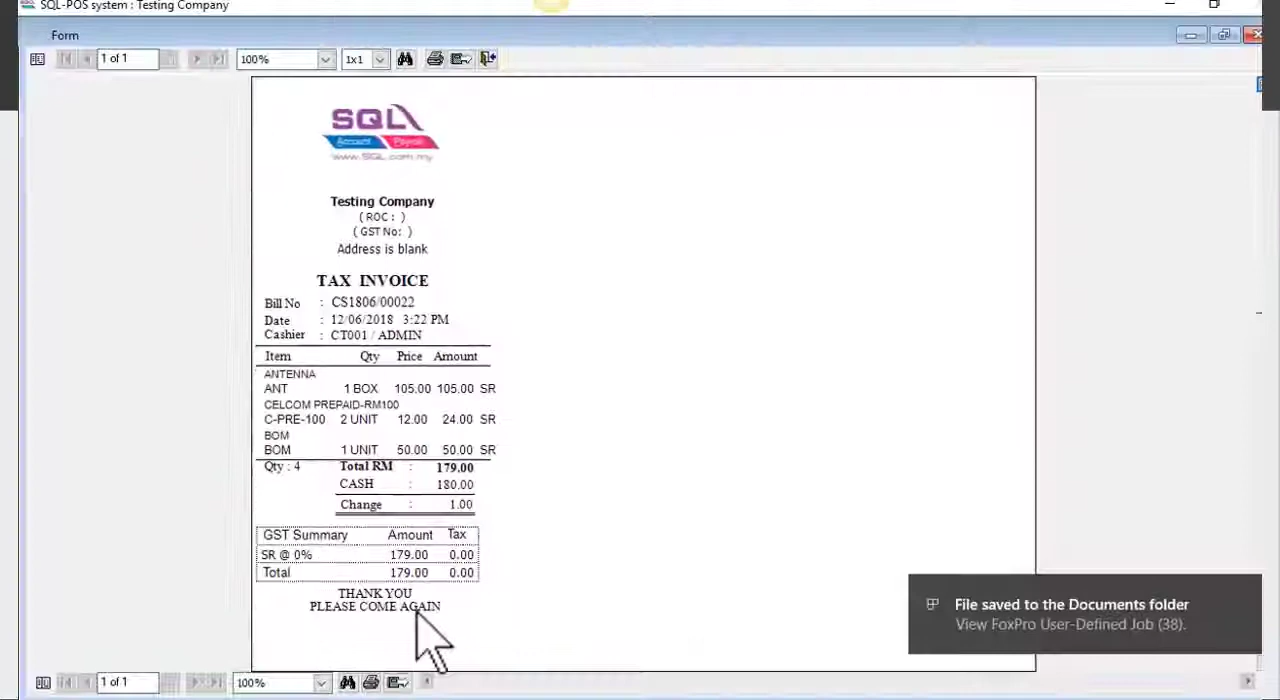 SQL-POS system : Testing Company
Form
1 of 1 100% 1x1
SQL
Account Payroll
www.SQL.com.my
Testing Company
( ROC : )
( GST No: )
Address is blank
TAX INVOICE
Bill No : CS1806/00022
Date : 12/06/2018 3:22 PM
Cashier : CT001 / ADMIN
Item Qty Price Amount
ANTENNA
ANT 1 BOX 105.00 105.00 SR
CELCOM PREPAID-RM100
C-PRE-100 2 UNIT 12.00 24.00 SR
BOM
BOM 1 UNIT 50.00 50.00 SR
Qty : 4 Total RM : 179.00
CASH : 180.00
Change : 1.00
GST Summary Amount Tax
SR @ 0% 179.00 0.00
Total 179.00 0.00
THANK YOU
PLEASE COME AGAIN
File saved to the Documents folder
View FoxPro User-Defined Job (38).
1 of 1 100%